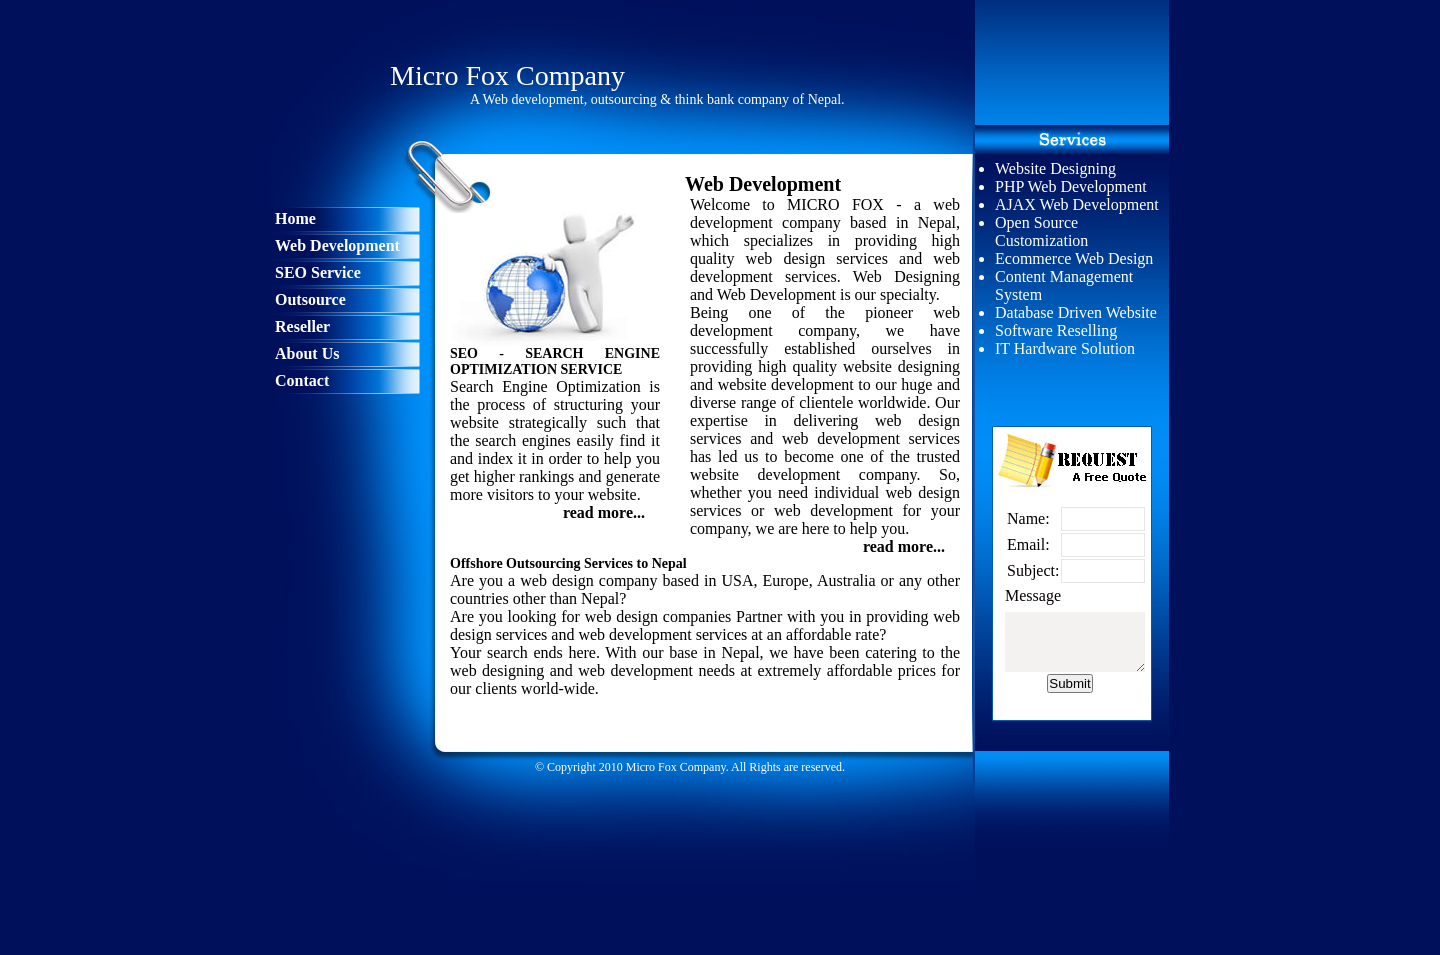 Micro Fox Company
A Web development, outsourcing & think bank company of Nepal.
Home
Web Development
SEO Service
Outsource
Reseller
About Us
Contact
SEO - SEARCH ENGINE
OPTIMIZATION SERVICE
Search Engine Optimization is
the process of structuring your
website strategically such that
the search engines easily find it
and index it in order to help you
get higher rankings and generate
more visitors to your website.
read more...
Web Development
Welcome to MICRO FOX - a web
development company based in Nepal,
which specializes in providing high
quality web design services and web
development services. Web Designing
and Web Development is our specialty.
Being one of the pioneer web
development company, we have
successfully established ourselves in
providing high quality website designing
and website development to our huge and
diverse range of clientele worldwide. Our
expertise in delivering web design
services and web development services
has led us to become one of the trusted
website development company. So,
whether you need individual web design
services or web development for your
company, we are here to help you.
read more...
Offshore Outsourcing Services to Nepal
Are you a web design company based in USA, Europe, Australia or any other
countries other than Nepal?
Are you looking for web design companies Partner with you in providing web
design services and web development services at an affordable rate?
Your search ends here. With our base in Nepal, we have been catering to the
web designing and web development needs at extremely affordable prices for
our clients world-wide.
Services
Website Designing
PHP Web Development
AJAX Web Development
Open Source
Customization
Ecommerce Web Design
Content Management
System
Database Driven Website
Software Reselling
IT Hardware Solution
REQUEST
A Free Quote
Name:
Email:
Subject:
Message
Submit
© Copyright 2010 Micro Fox Company. All Rights are reserved.